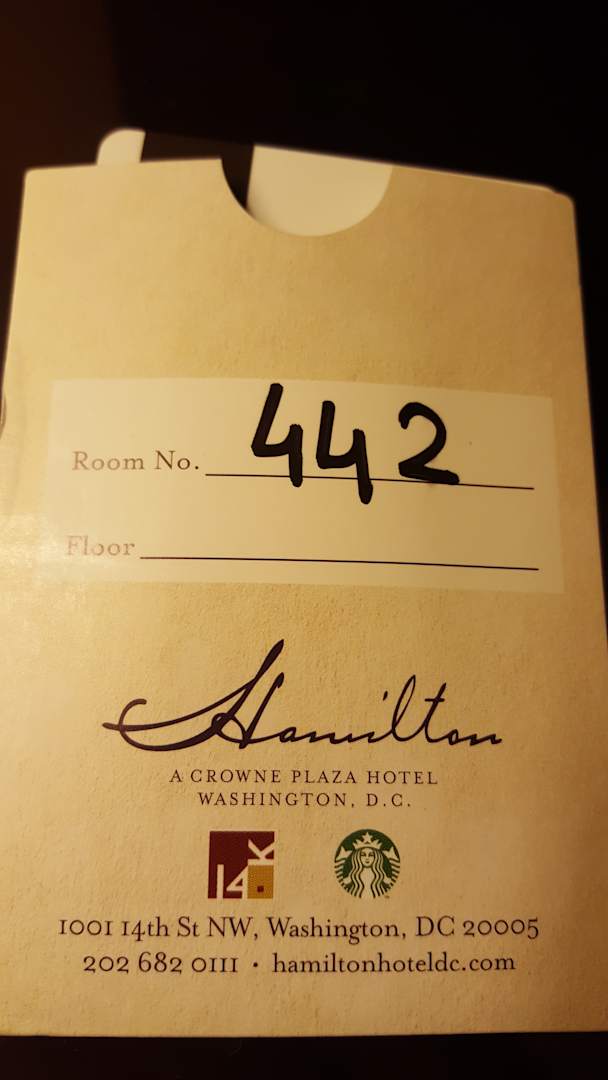 Room No. 442
Floor
Hamilton
A CROWNE PLAZA HOTEL
WASHINGTON, D.C.
14K
1001 14th St NW, Washington, DC 20005
202 682 0111 • hamiltonhoteldc.com